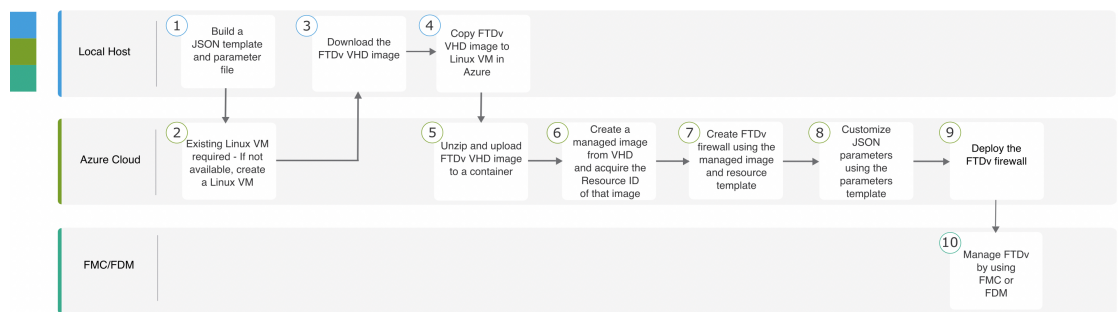 Local Host
1
Build a
JSON template
and parameter
file
3
Download the
FTDv VHD image
4
Copy FTDv
VHD image to
Linux VM in
Azure
Azure Cloud
2
Existing Linux VM
required - If not
available, create
a Linux VM
5
Unzip and upload
FTDv VHD image
to a container
6
Create a
managed image
from VHD
and acquire the
Resource ID
of that image
7
Create FTDv
firewall using the
managed image
and resource
template
8
Customize
JSON
parameters
using the
parameters
template
9
Deploy the
FTDv firewall
FMC/FDM
10
Manage FTDv
by using
FMC or
FDM